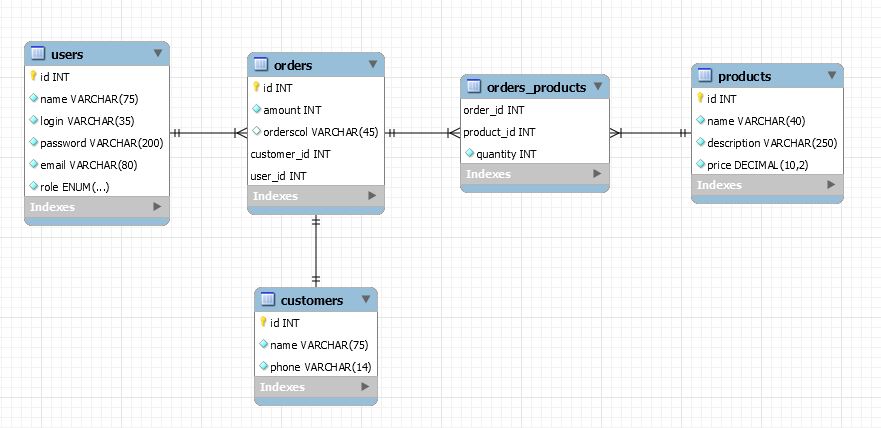 users
id INT
name VARCHAR(75)
login VARCHAR(35)
password VARCHAR(200)
email VARCHAR(80)
role ENUM(...)
Indexes
orders
id INT
amount INT
orderscol VARCHAR(45)
customer_id INT
user_id INT
Indexes
orders_products
order_id INT
product_id INT
quantity INT
Indexes
products
id INT
name VARCHAR(40)
description VARCHAR(250)
price DECIMAL(10,2)
Indexes
customers
id INT
name VARCHAR(75)
phone VARCHAR(14)
Indexes